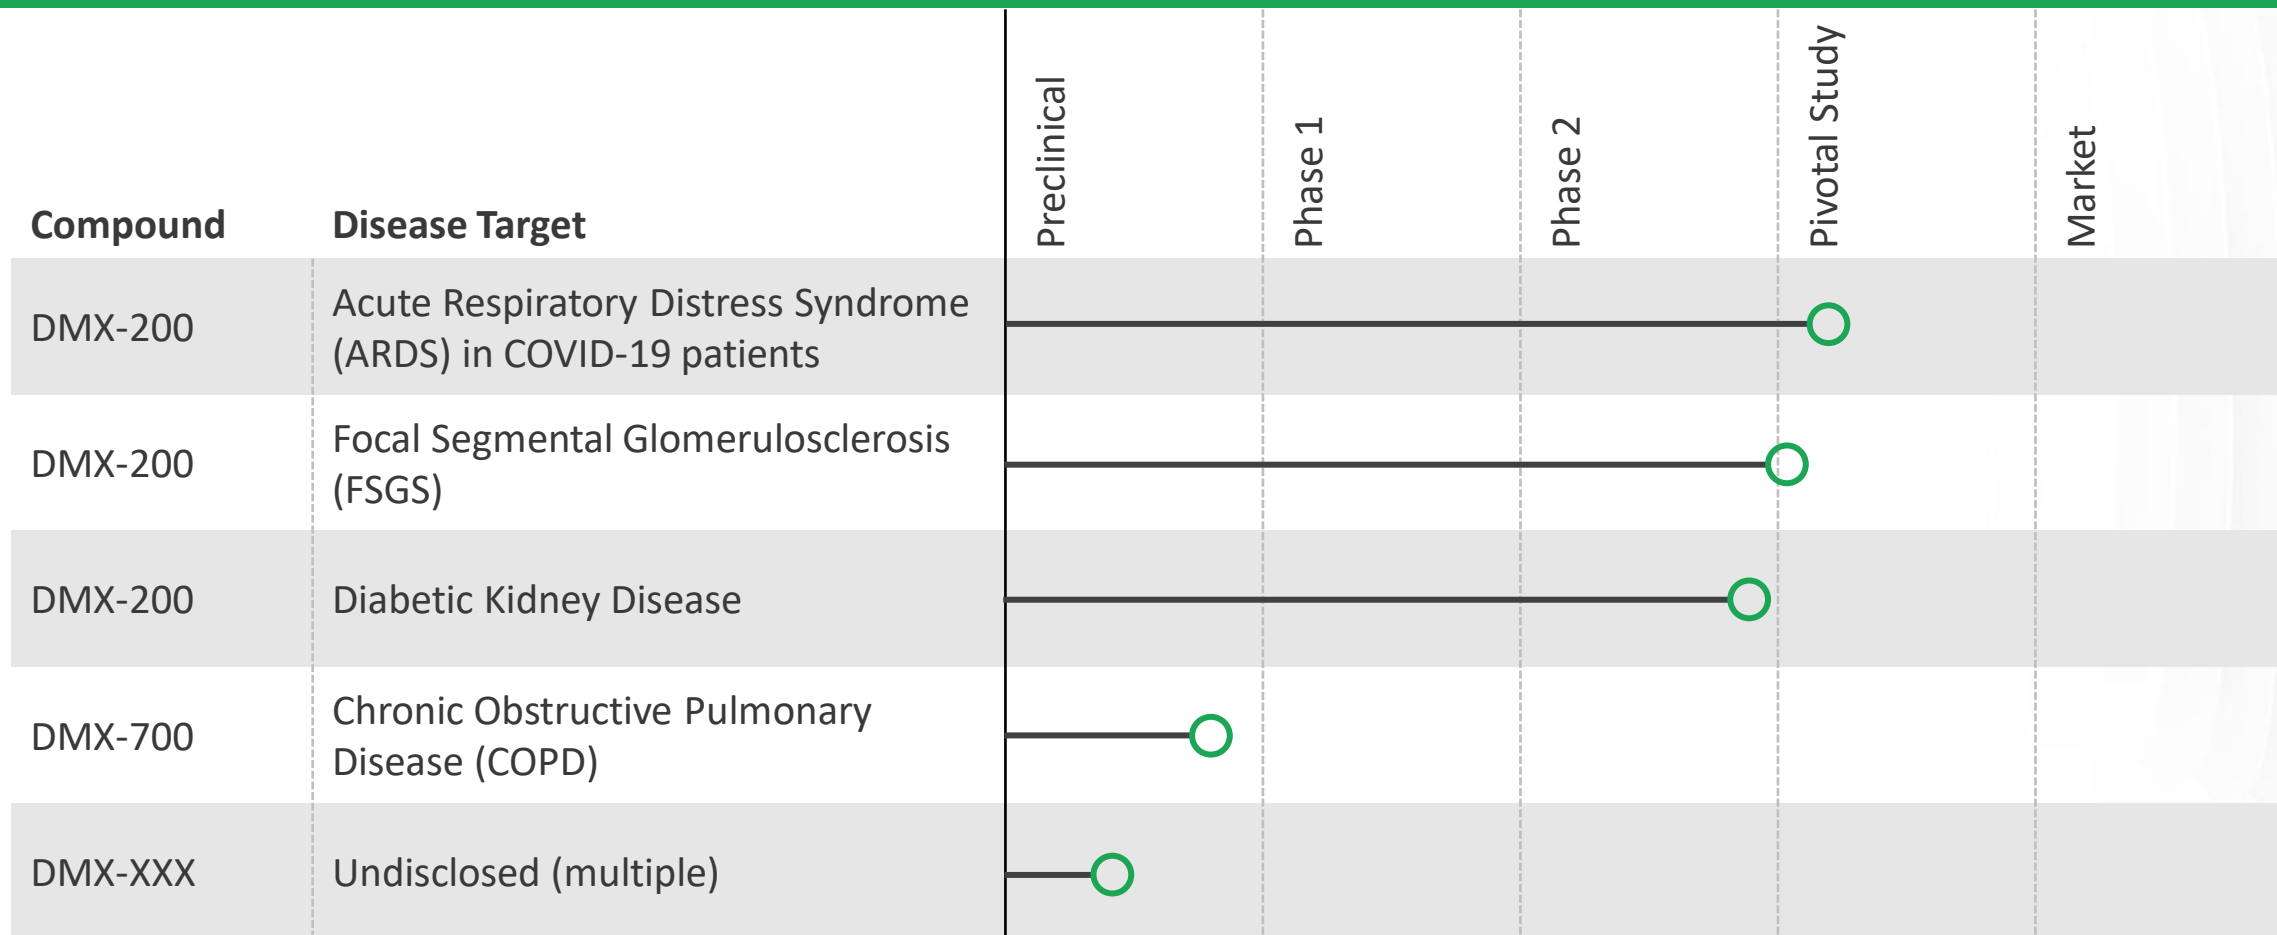 Preclinical
Phase 1
Phase 2
Pivotal Study
Market
Compound
Disease Target
DMX-200
Acute Respiratory Distress Syndrome
(ARDS) in COVID-19 patients
DMX-200
Focal Segmental Glomerulosclerosis
(FSGS)
DMX-200
Diabetic Kidney Disease
DMX-700
Chronic Obstructive Pulmonary
Disease (COPD)
DMX-XXX
Undisclosed (multiple)